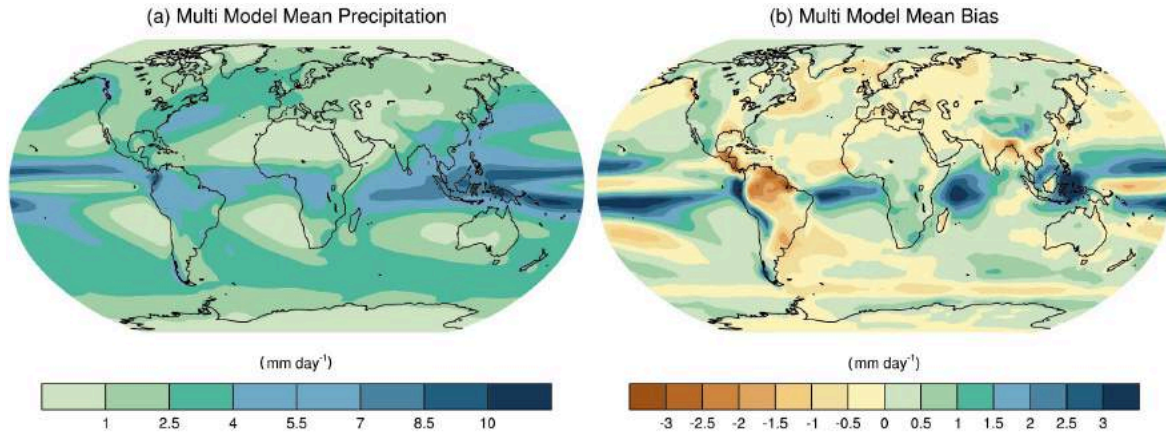 (a) Multi Model Mean Precipitation
(b) Multi Model Mean Bias
(mm day⁻¹)
(mm day⁻¹)
1 2.5 4 5.5 7 8.5 10
-3 -2.5 -2 -1.5 -1 -0.5 0 0.5 1 1.5 2 2.5 3